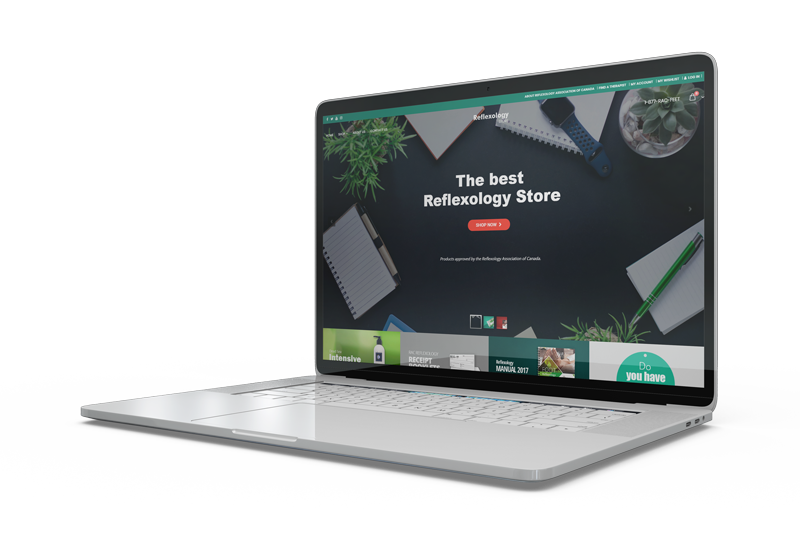 ABOUT REFLEXOLOGY ASSOCIATION OF CANADA | FIND A THERAPIST | MY ACCOUNT | MY WISHLIST | LOG IN
Reflexology
1-877-RAQ-FEET
The best
Reflexology Store
SHOP NOW
Products approved by the Reflexology Association of Canada.
Intensive
RECEIPT
Reflexology
MANUAL 2017
Do
you have